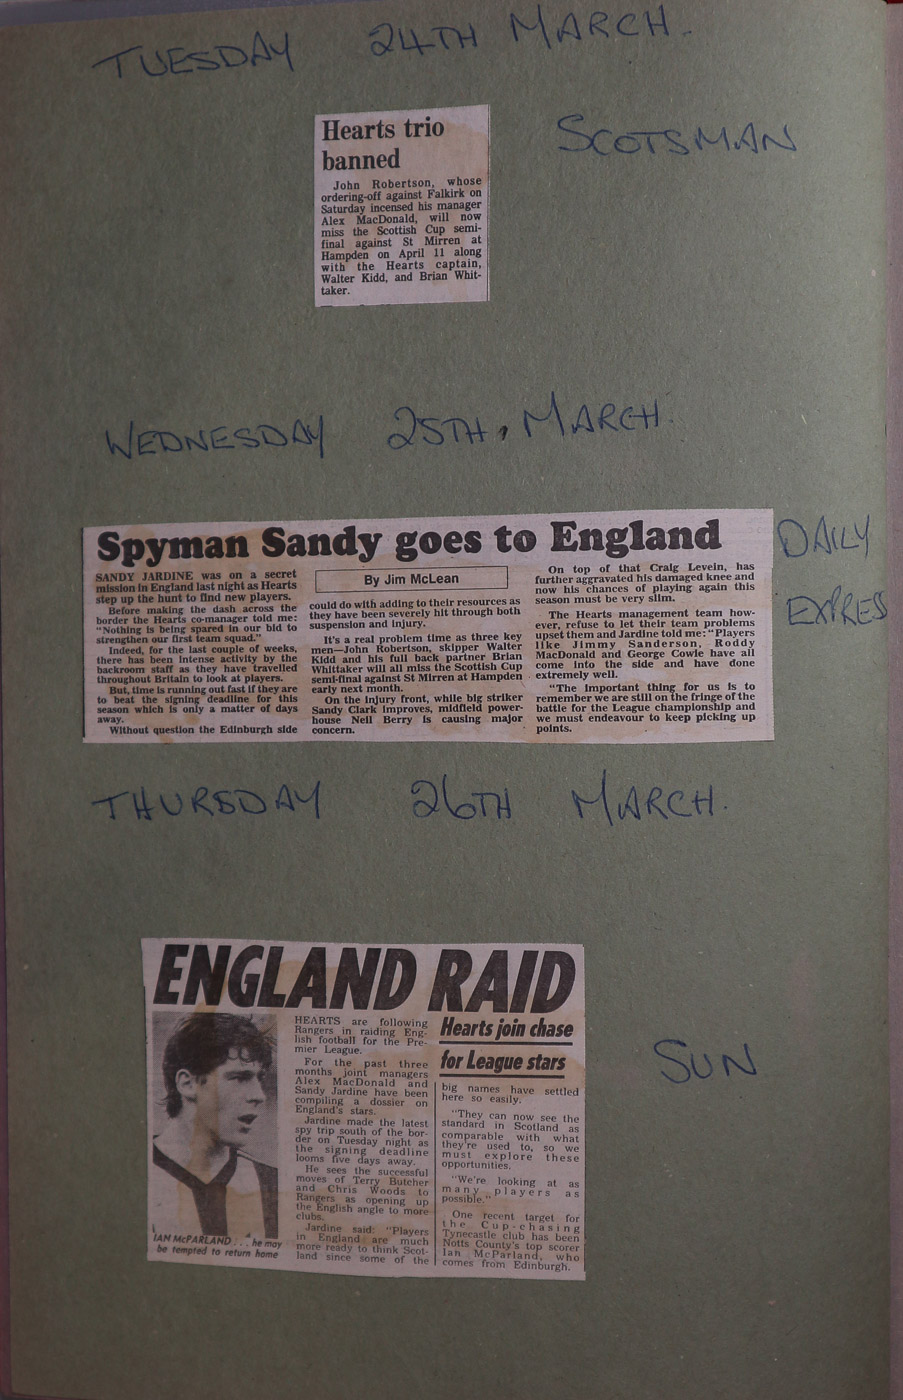 TUESDAY 24TH MARCH.
SCOTSMAN
Hearts trio
banned
John Robertson, whose
ordering-off against Falkirk on
Saturday incensed his manager
Alex MacDonald, will now
miss the Scottish Cup semi-
final against St Mirren at
Hampden on April 11 along
with the Hearts captain,
Walter Kidd, and Brian Whit-
taker.
WEDNESDAY 25TH, MARCH.
DAILY
EXPRES
Spyman Sandy goes to England
SANDY JARDINE was on a secret
mission in England last night as Hearts
step up the hunt to find new players.
Before making the dash across the
border the Hearts co-manager told me:
"Nothing is being spared in our bid to
strengthen our first team squad."
Indeed, for the last couple of weeks,
there has been intense activity by the
backroom staff as they have travelled
throughout Britain to look at players.
But, time is running out fast if they are
to beat the signing deadline for this
season which is only a matter of days
away.
Without question the Edinburgh side
By Jim McLean
could do with adding to their resources as
they have been severely hit through both
suspension and injury.
It's a real problem time as three key
men—John Robertson, skipper Walter
Kidd and his full back partner Brian
Whittaker will all miss the Scottish Cup
semi-final against St Mirren at Hampden
early next month.
On the injury front, while big striker
Sandy Clark improves, midfield power-
house Neil Berry is causing major
concern.
On top of that Craig Levein, has
further aggravated his damaged knee and
now his chances of playing again this
season must be very slim.
The Hearts management team how-
ever, refuse to let their team problems
upset them and Jardine told me: "Players
like Jimmy Sanderson, Roddy
MacDonald and George Cowie have all
come into the side and have done
extremely well.
"The important thing for us is to
remember we are still on the fringe of the
battle for the League championship and
we must endeavour to keep picking up
points.
THURSDAY 26TH MARCH.
SUN
ENGLAND RAID
Hearts join chase
for League stars
HEARTS are following
Rangers in raiding Eng-
lish football for the Pre-
mier League.
For the past three
months joint managers
Alex MacDonald and
Sandy Jardine have been
compiling a dossier on
England's stars.
Jardine made the latest
spy trip south of the bor-
der on Tuesday night as
the signing deadline
looms five days away.
He sees the successful
moves of Terry Butcher
and Chris Woods to
Rangers as opening up
the English angle to more
clubs.
Jardine said: "Players
in England are much
more ready to think Scot-
land since some of the
big names have settled
here so easily.
"They can now see the
standard in Scotland as
comparable with what
they're used to, so we
must explore these
opportunities.
"We're looking at as
many players as
possible."
One recent target for
the Cup-chasing
Tynecastle club has been
Notts County's top scorer
Ian McParland, who
comes from Edinburgh.
IAN McPARLAND . . . he may
be tempted to return home